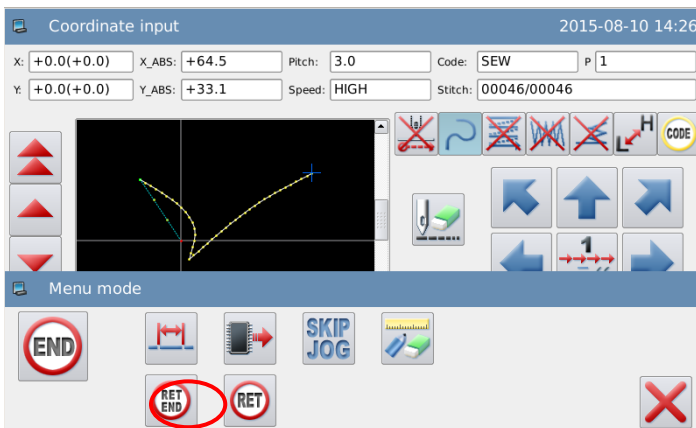 Coordinate input 2015-08-10 14:26
X: +0.0(+0.0) X_ABS: +64.5 Pitch: 3.0 Code: SEW P 1
Y: +0.0(+0.0) Y_ABS: +33.1 Speed: HIGH Stitch: 00046/00046
H
L
CODE
1
Menu mode
END
SKIP
JOG
RET
END
RET